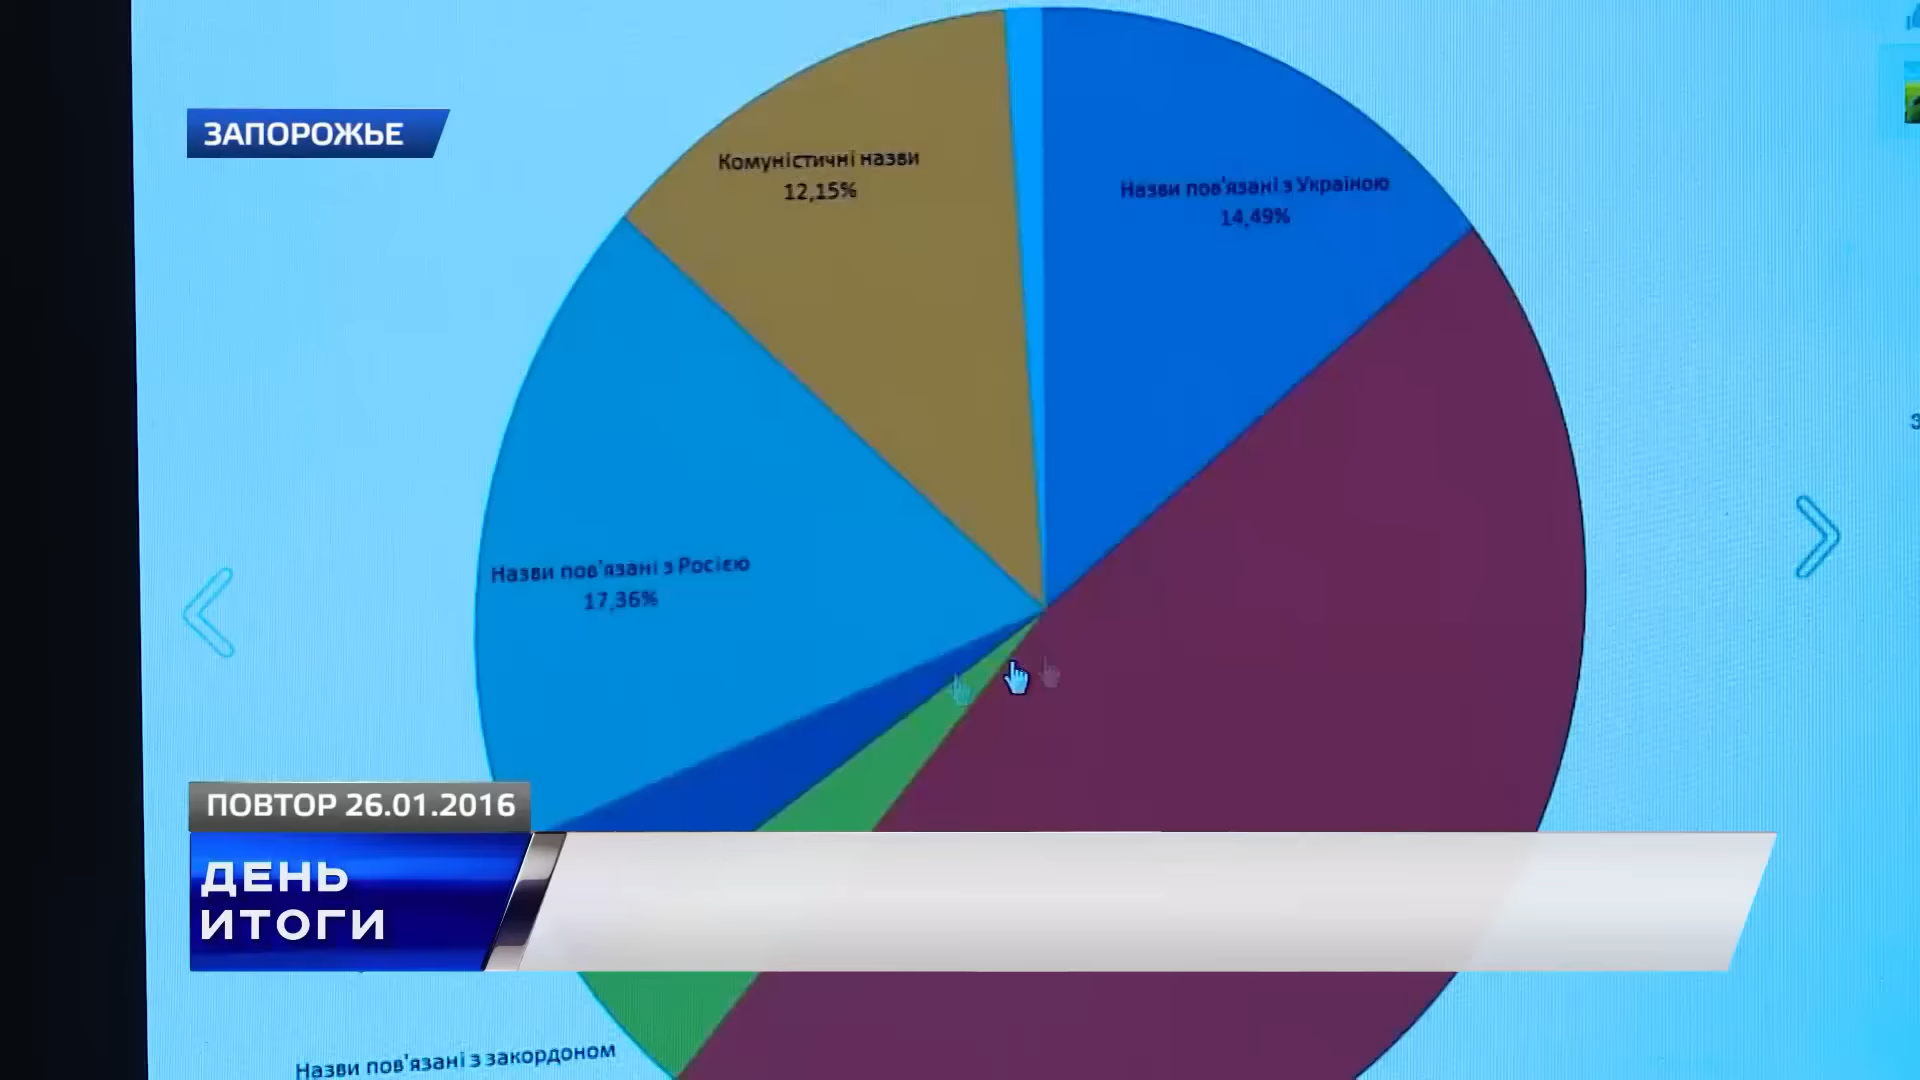 ЗАПОРОЖЬЕ
Комуністичні назви
12,15%
Назви пов'язані з Україною
14,49%
Назви пов'язані з Росією
17,36%
ПОВТОР 26.01.2016
ДЕНЬ
ИТОГИ
Назви пов'язані з закордоном